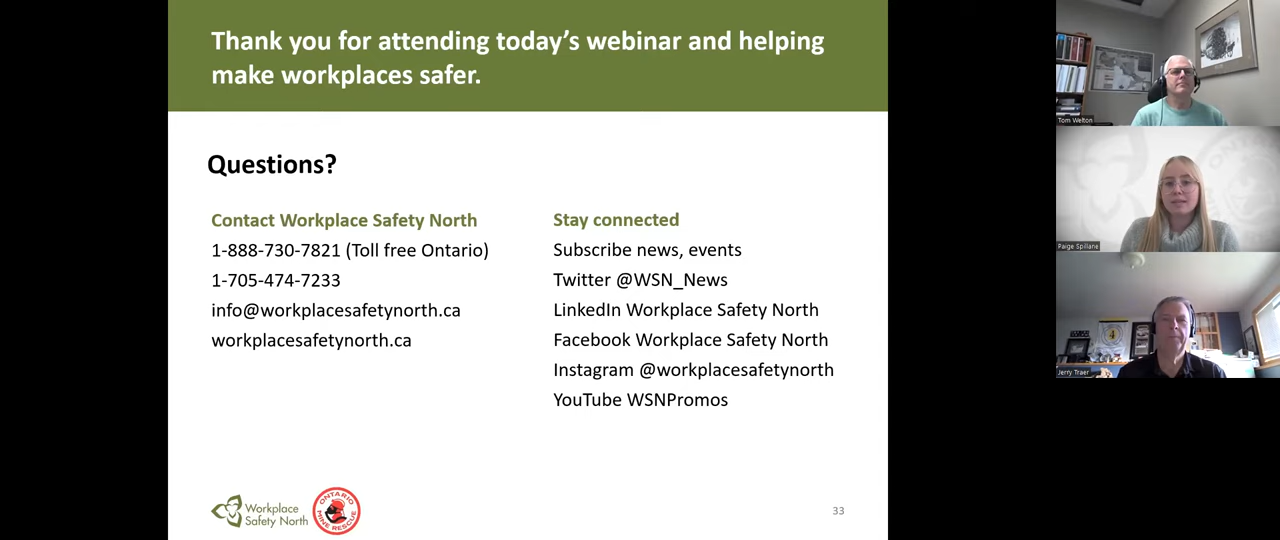 Thank you for attending today's webinar and helping
make workplaces safer.
Questions?
Contact Workplace Safety North
1-888-730-7821 (Toll free Ontario)
1-705-474-7233
info@workplacesafetynorth.ca
workplacesafetynorth.ca
Stay connected
Subscribe news, events
Twitter @WSN_News
LinkedIn Workplace Safety North
Facebook Workplace Safety North
Instagram @workplacesafetynorth
YouTube WSNPromos
Workplace
Safety North
ONTARIO
MINE RESCUE
33
Tom Welton
Paige Spillane
Jerry Traer